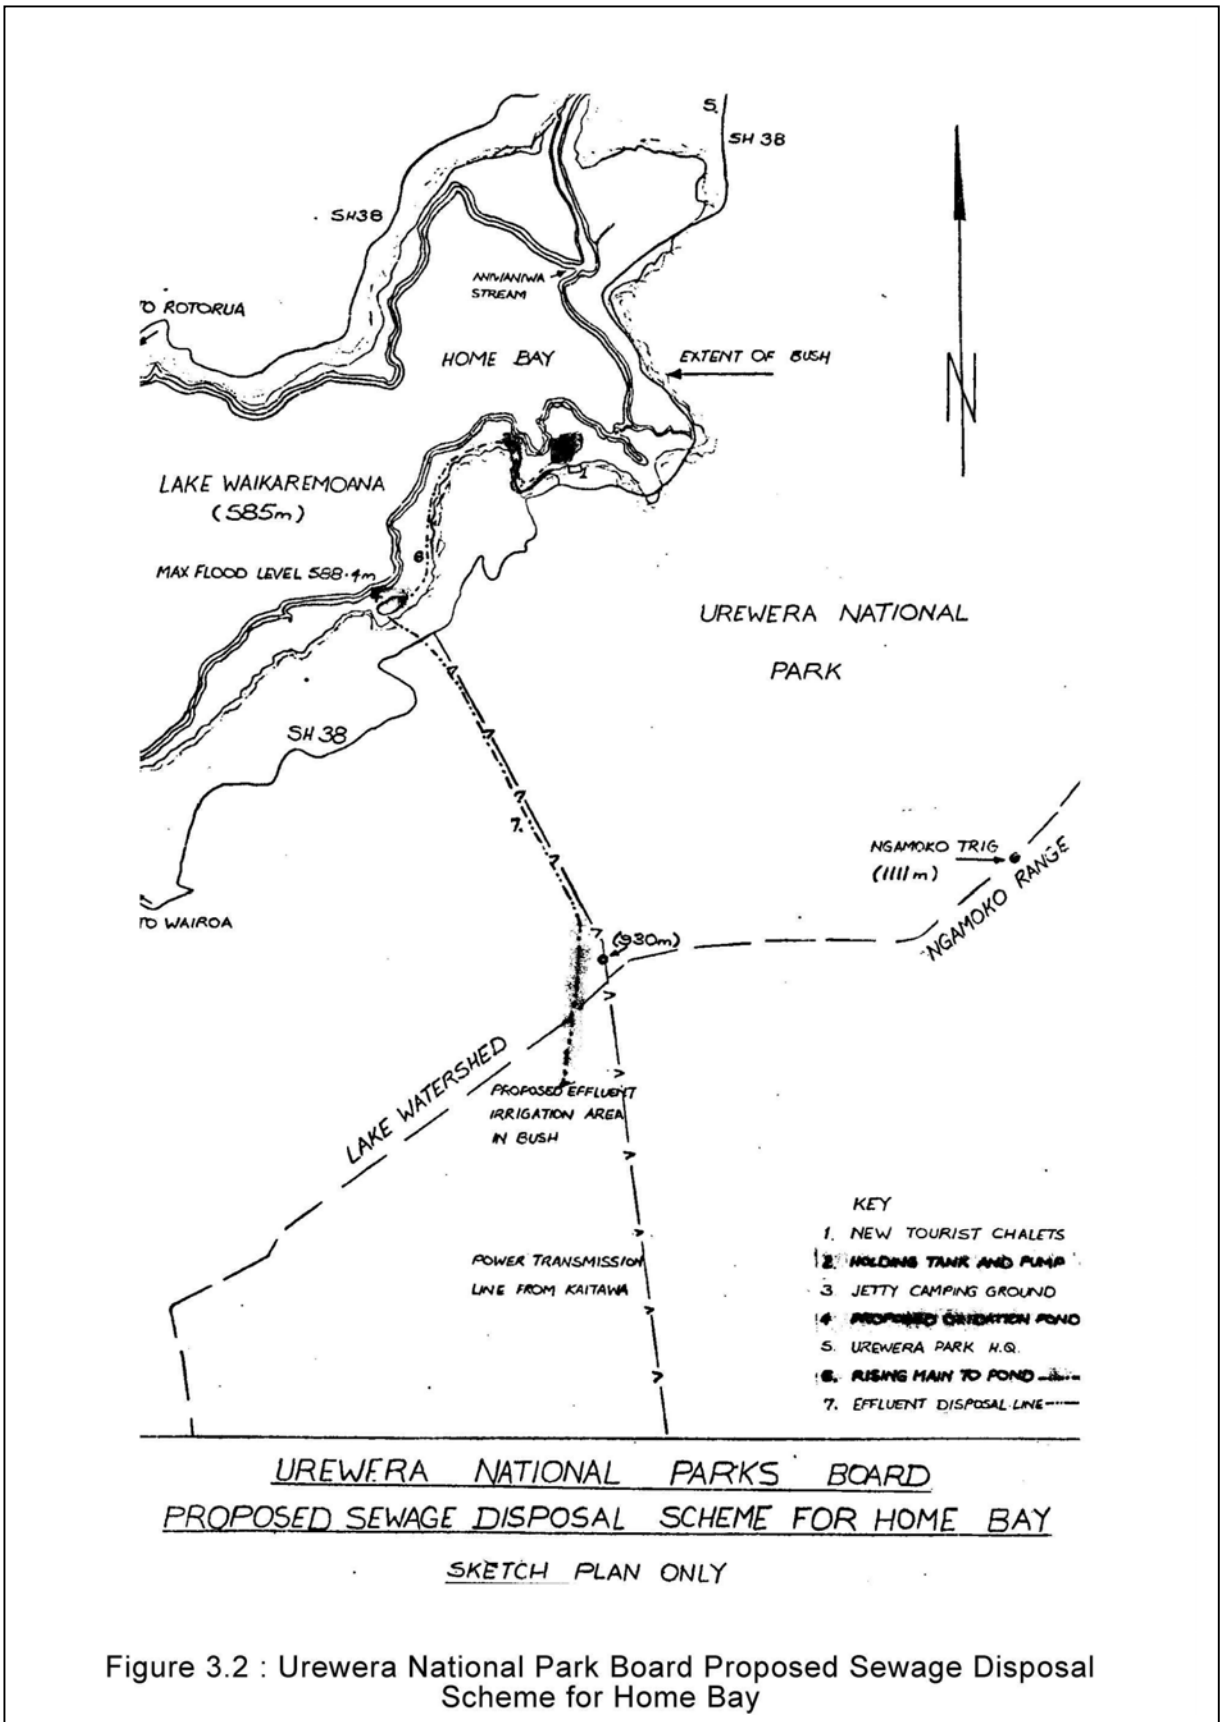 5.
SH 38
SH38
ANIWANIWA
STREAM
TO ROTORUA
HOME BAY
EXTENT OF BUSH
N
1
LAKE WAIKAREMOANA
(585m)
6
MAX FLOOD LEVEL 588.4m
UREWERA NATIONAL
PARK
SH 38
7.
NGAMOKO TRIG
(1111m)
NGAMOKO RANGE
TO WAIROA
(930m)
LAKE WATERSHED
PROPOSED EFFLUENT
IRRIGATION AREA
IN BUSH
POWER TRANSMISSION
LINE FROM KAITAWA
KEY
1. NEW TOURIST CHALETS
2. HOLDING TANK AND PUMP
3 JETTY CAMPING GROUND
4 PROPOSED OXIDATION POND
5. UREWERA PARK H.Q.
6. RISING MAIN TO POND
7. EFFLUENT DISPOSAL LINE
UREWERA NATIONAL PARKS BOARD
PROPOSED SEWAGE DISPOSAL SCHEME FOR HOME BAY
SKETCH PLAN ONLY
Figure 3.2 : Urewera National Park Board Proposed Sewage Disposal
Scheme for Home Bay